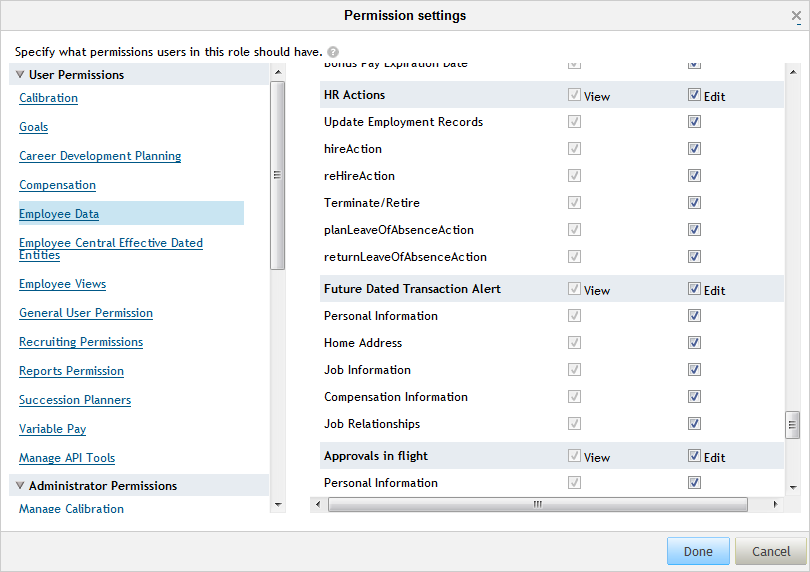 Permission settings
Specify what permissions users in this role should have.
User Permissions
Calibration
Goals
Career Development Planning
Compensation
Employee Data
Employee Central Effective Dated
Entities
Employee Views
General User Permission
Recruiting Permissions
Reports Permission
Succession Planners
Variable Pay
Manage API Tools
Administrator Permissions
Manage Calibration
Bonus Pay Expiration Date
HR Actions View Edit
Update Employment Records
hireAction
reHireAction
Terminate/Retire
planLeaveOfAbsenceAction
returnLeaveOfAbsenceAction
Future Dated Transaction Alert View Edit
Personal Information
Home Address
Job Information
Compensation Information
Job Relationships
Approvals in flight View Edit
Personal Information
Done Cancel